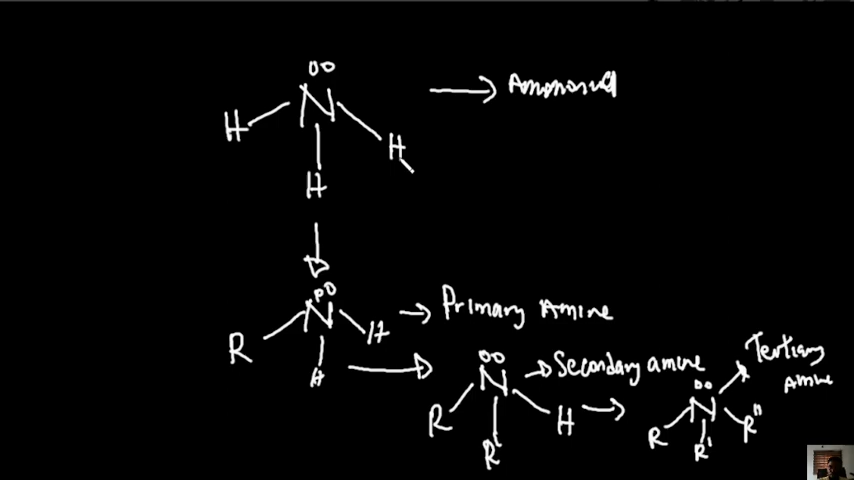 N → Ammonia
H
H
H
N → Primary Amine
R
H
H
N → Secondary amine
R
R'
H
N → Tertiary
Amine
R
R'
R"